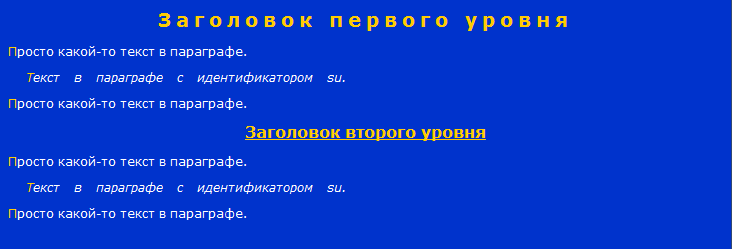 Заголовок первого уровня
Просто какой-то текст в параграфе.
Текст в параграфе с идентификатором su.
Просто какой-то текст в параграфе.
Заголовок второго уровня
Просто какой-то текст в параграфе.
Текст в параграфе с идентификатором su.
Просто какой-то текст в параграфе.